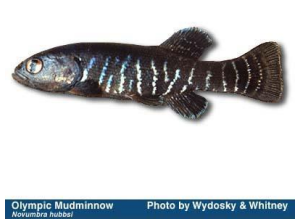 Olympic Mudminnow Photo by Wydosky & Whitney
Novumbra hubbsi